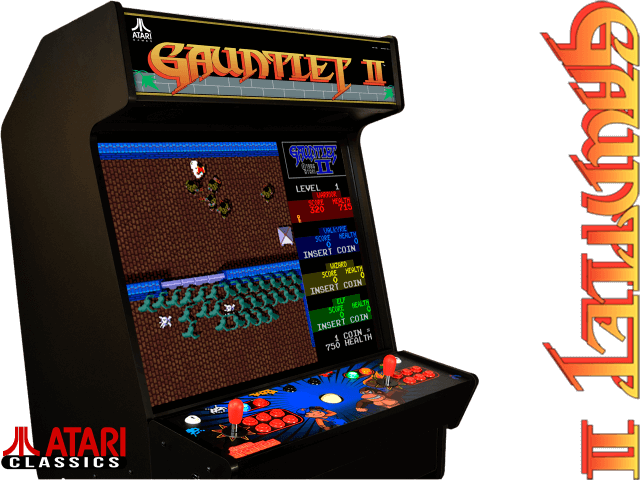 ATARI
GAMES
GAUNTLET II
GAUNTLET
II
LEVEL 1
WARRIOR
SCORE HEALTH
320 715
VALKYRIE
SCORE HEALTH
0 0
INSERT COIN
WIZARD
SCORE HEALTH
0 0
INSERT COIN
ELF
SCORE HEALTH
0 0
INSERT COIN
1 COIN =
750 HEALTH
ATARI
CLASSICS
GAUNTLET II